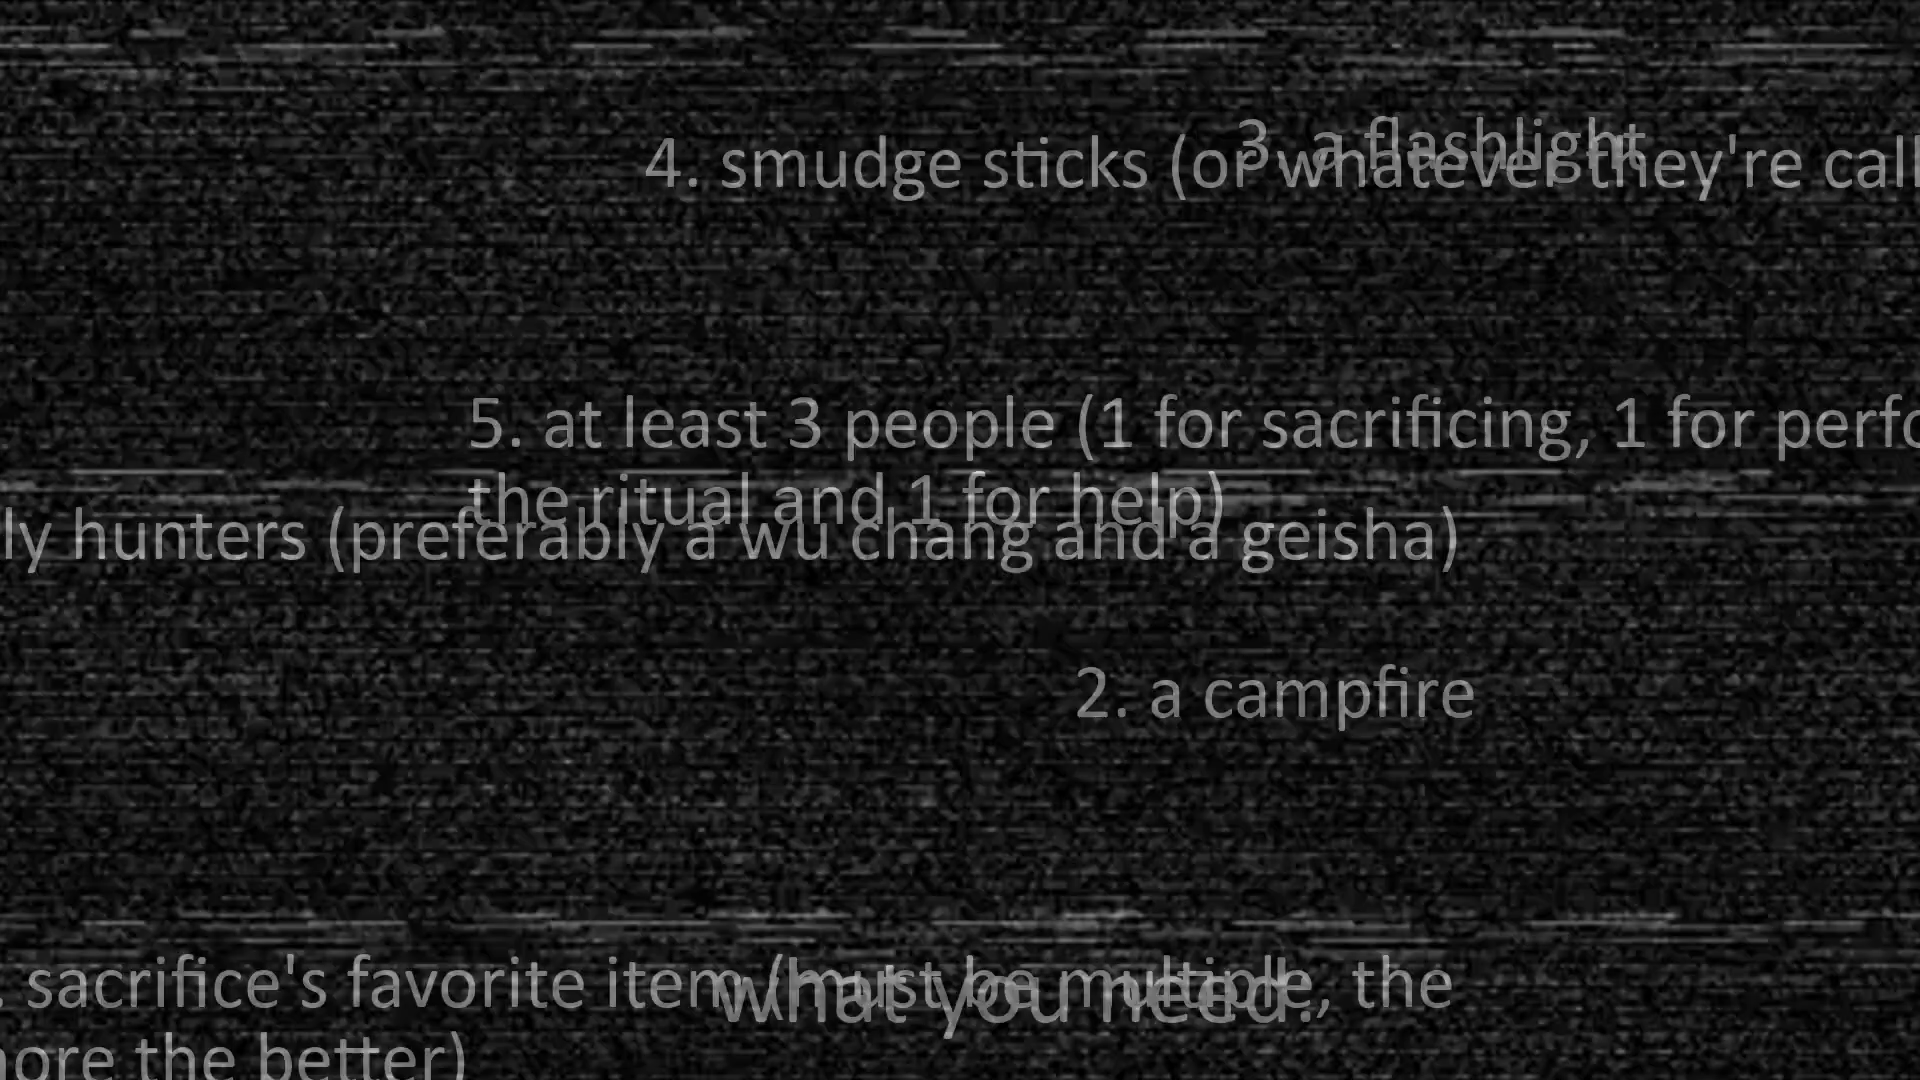 3. a flashlight
4. smudge sticks (or whatever they're call
5. at least 3 people (1 for sacrificing, 1 for perfo
the ritual and 1 for help)
ly hunters (preferably a wu chang and a geisha)
2. a campfire
. sacrifice's favorite item (must be multiple, the
more the better)
what you need: